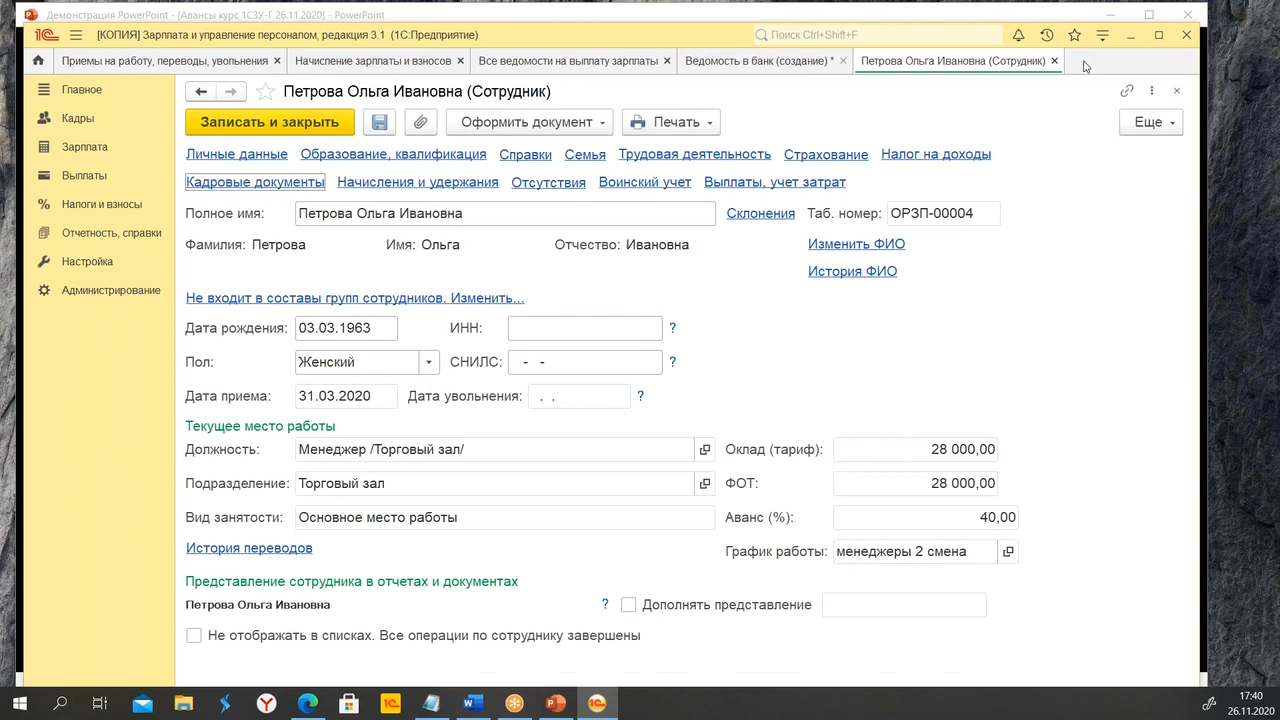 Демонстрация PowerPoint - [Авансы курс 1СЗУ-Г 26.11.2020] - PowerPoint
[КОПИЯ] Зарплата и управление персоналом, редакция 3.1 (1С:Предприятие)
Поиск Ctrl+Shift+F
Приемы на работу, переводы, увольнения
Начисление зарплаты и взносов
Все ведомости на выплату зарплаты
Ведомость в банк (создание) *
Петрова Ольга Ивановна (Сотрудник)
Главное
Кадры
Зарплата
Выплаты
Налоги и взносы
Отчетность, справки
Настройка
Администрирование
Петрова Ольга Ивановна (Сотрудник)
Записать и закрыть
Оформить документ
Печать
Еще
Личные данные Образование, квалификация Справки Семья Трудовая деятельность Страхование Налог на доходы
Кадровые документы Начисления и удержания Отсутствия Воинский учет Выплаты, учет затрат
Полное имя: Петрова Ольга Ивановна Склонения Таб. номер: ОРЗП-00004
Фамилия: Петрова Имя: Ольга Отчество: Ивановна Изменить ФИО
История ФИО
Не входит в составы групп сотрудников. Изменить...
Дата рождения: 03.03.1963 ИНН: ?
Пол: Женский СНИЛС: - - ?
Дата приема: 31.03.2020 Дата увольнения: . . ?
Текущее место работы
Должность: Менеджер /Торговый зал/ Оклад (тариф): 28 000,00
Подразделение: Торговый зал ФОТ: 28 000,00
Вид занятости: Основное место работы Аванс (%): 40,00
История переводов График работы: менеджеры 2 смена
Представление сотрудника в отчетах и документах
Петрова Ольга Ивановна ? Дополнять представление
Не отображать в списках. Все операции по сотруднику завершены
17:40
26.11.2020